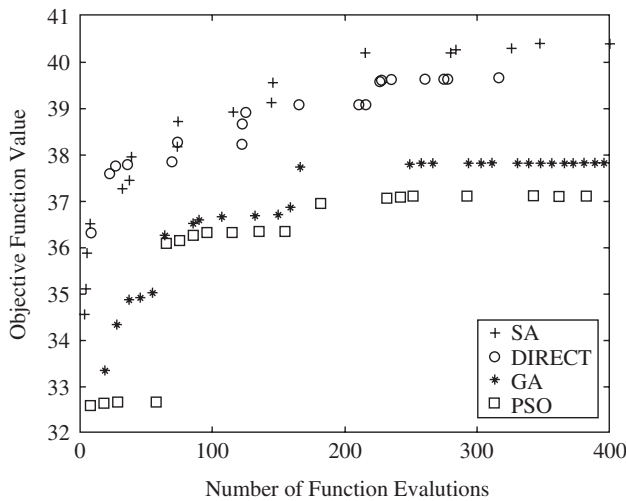 Objective Function Value
41
40
39
38
37
36
35
34
33
32
0
100
200
300
400
Number of Function Evalutions
SA
DIRECT
GA
PSO